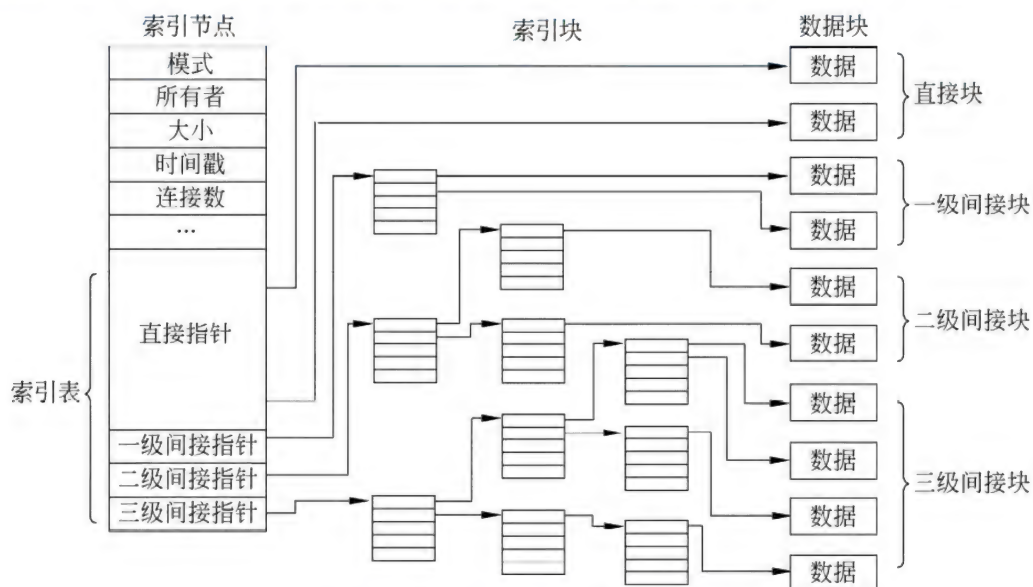 索引节点
索引块
数据块
模式
所有者
大小
时间戳
连接数
…
直接指针
一级间接指针
二级间接指针
三级间接指针
索引表
数据
数据
数据
数据
数据
数据
数据
数据
数据
数据
直接块
一级间接块
二级间接块
三级间接块